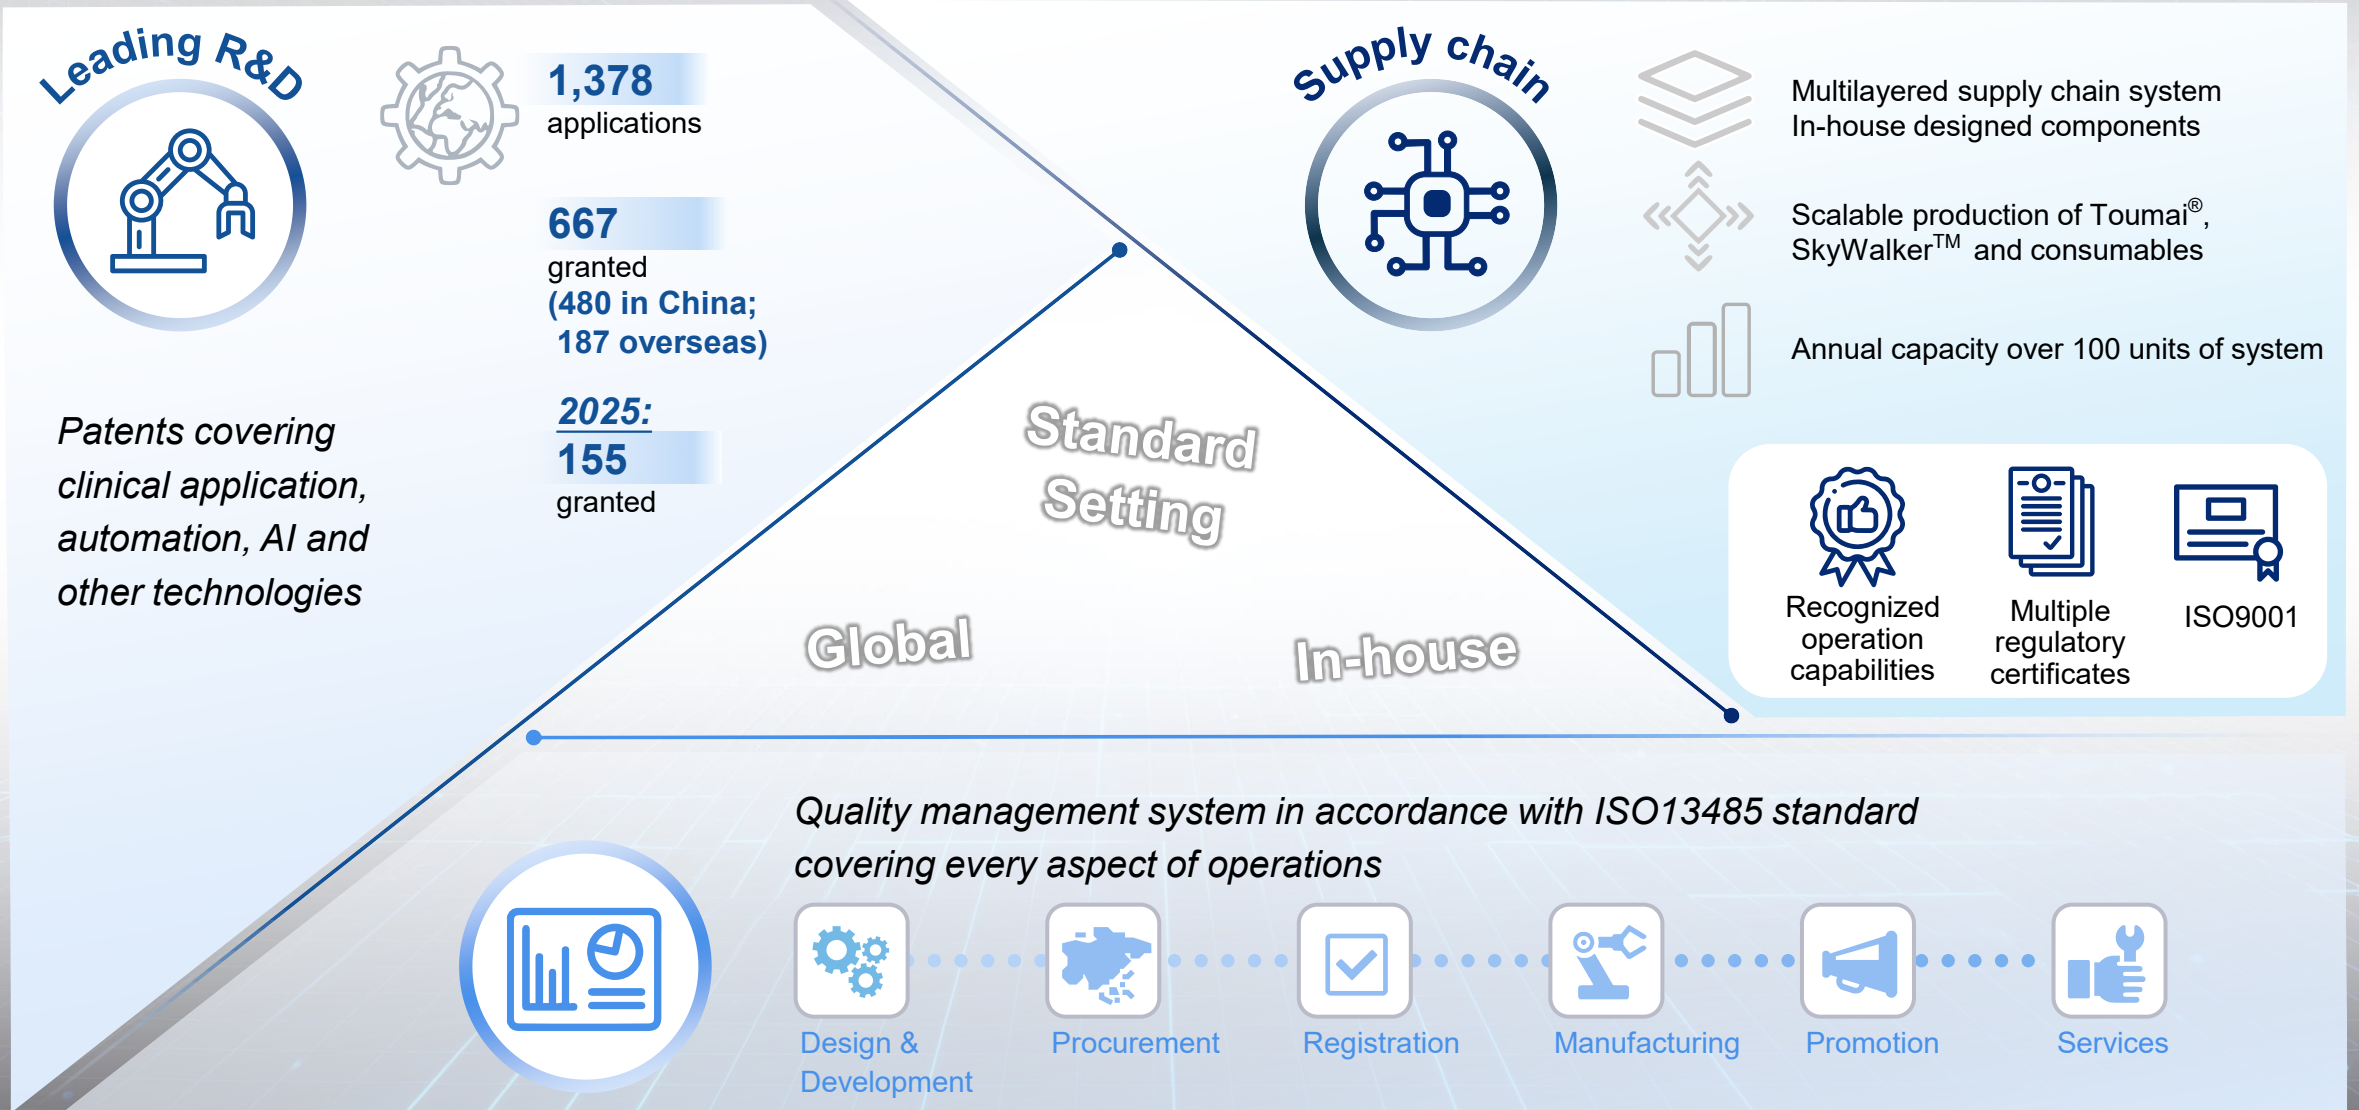 Leading R&D
1,378
applications
667
granted
(480 in China;
187 overseas)
2025:
155
granted
Patents covering
clinical application,
automation, AI and
other technologies
Supply chain
Multilayered supply chain system
In-house designed components
Scalable production of Toumai®,
SkyWalker™ and consumables
Annual capacity over 100 units of system
Recognized
operation
capabilities
Multiple
regulatory
certificates
ISO9001
Standard
Setting
Global
In-house
Quality management system in accordance with ISO13485 standard
covering every aspect of operations
Design &
Development
Procurement
Registration
Manufacturing
Promotion
Services